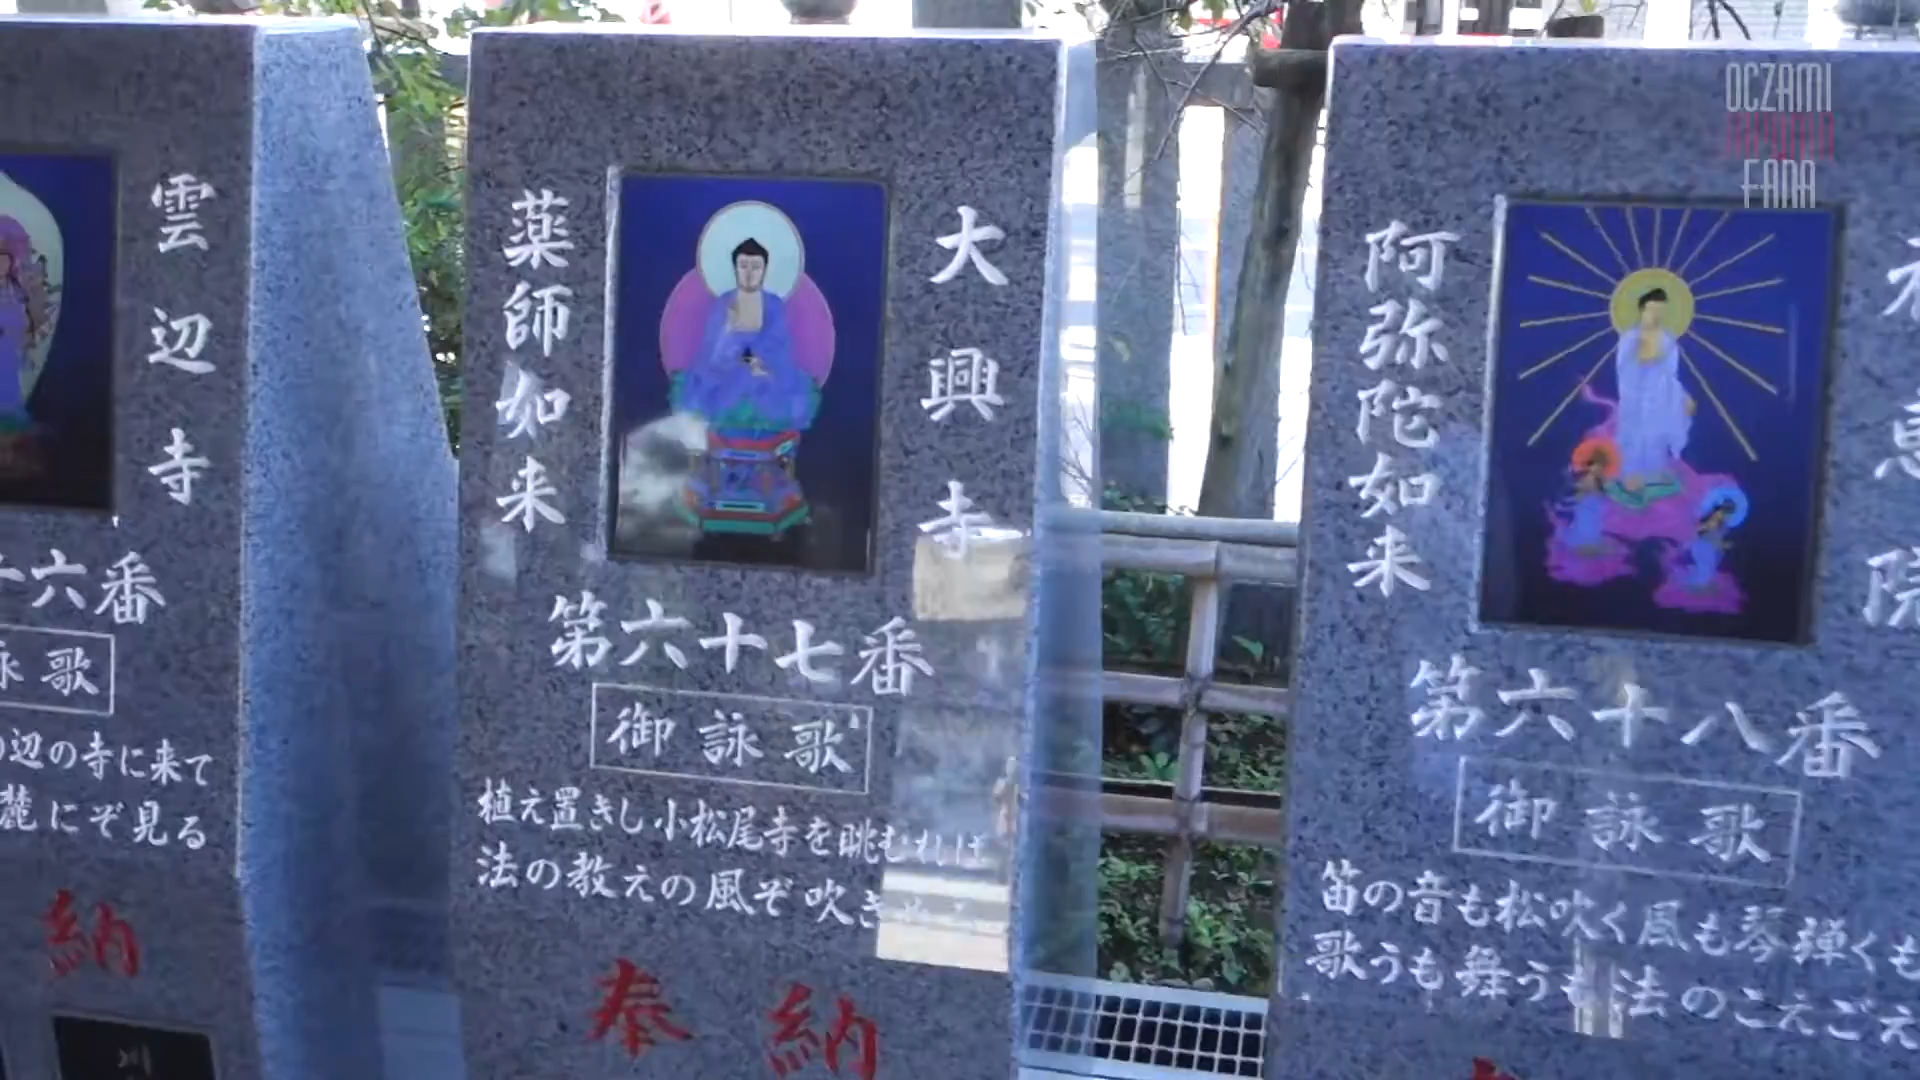 雲辺寺
十六番
詠歌
辺の寺に来て
麓にぞ見る
納
川
大興寺
薬師如来
第六十七番
御詠歌
植え置きし小松尾寺を眺むれば
法の教えの風ぞ吹き
奉納
阿弥陀如来
第六十八番
御詠歌
笛の音も松吹く風も琴弾くも
歌うも舞うも法のこえごえ
OCZAMI
FANA